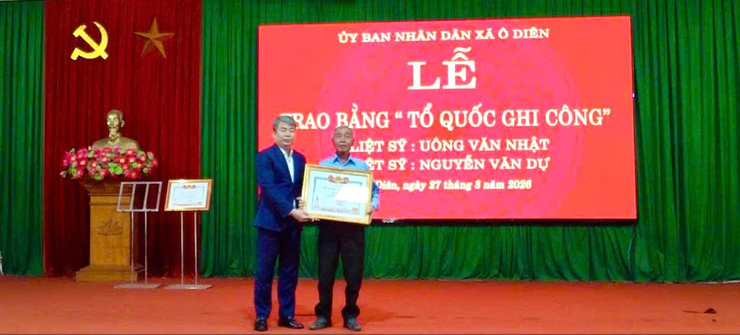 ỦY BAN NHÂN DÂN XÃ Ô DIÊN
LỄ
TRAO BẰNG “ TỔ QUỐC GHI CÔNG”
LIỆT SỸ : UÔNG VĂN NHẬT
LIỆT SỸ : NGUYỄN VĂN DỰ
Diên, ngày 27 tháng 3 năm 2026